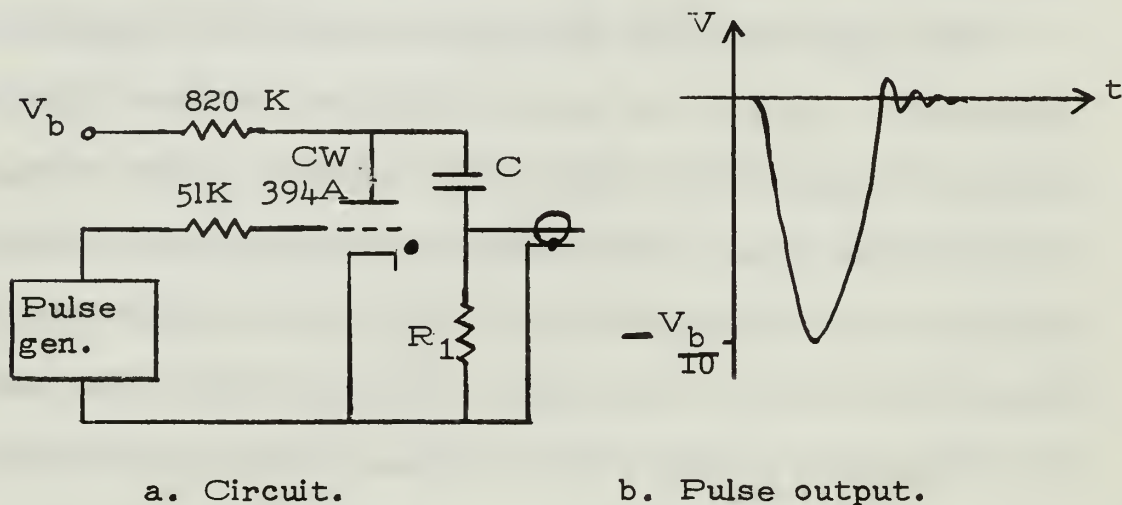 V_b
820 K
CW
394A
51K
C
Pulse
gen.
R_1
a. Circuit.
V
t
- V_b
10
b. Pulse output.